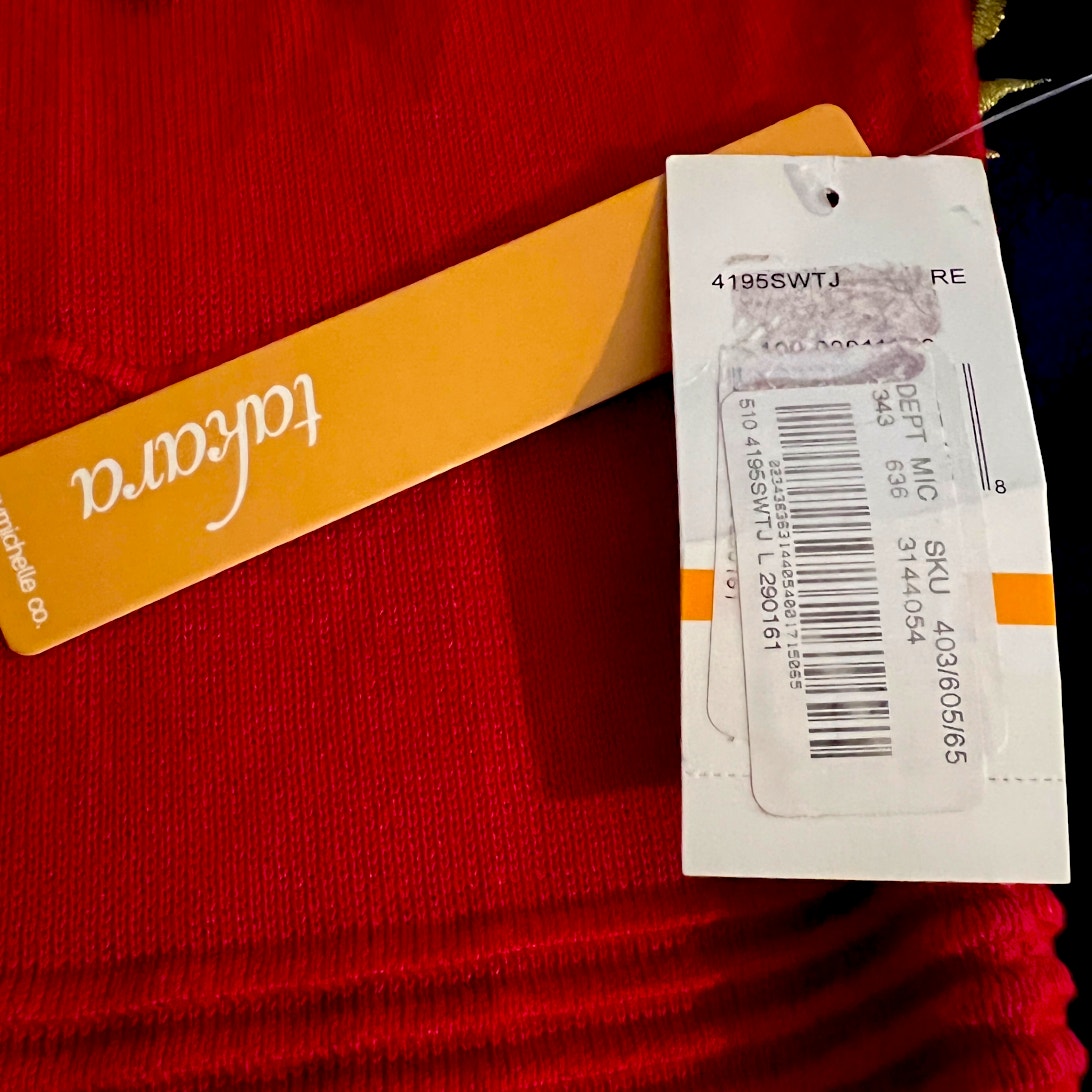 takara
michelle co.
4195SWTJ RE
8
DEPT MIC SKU 403/605/65
343 636 3144054
510 4195SWTJ L 290161